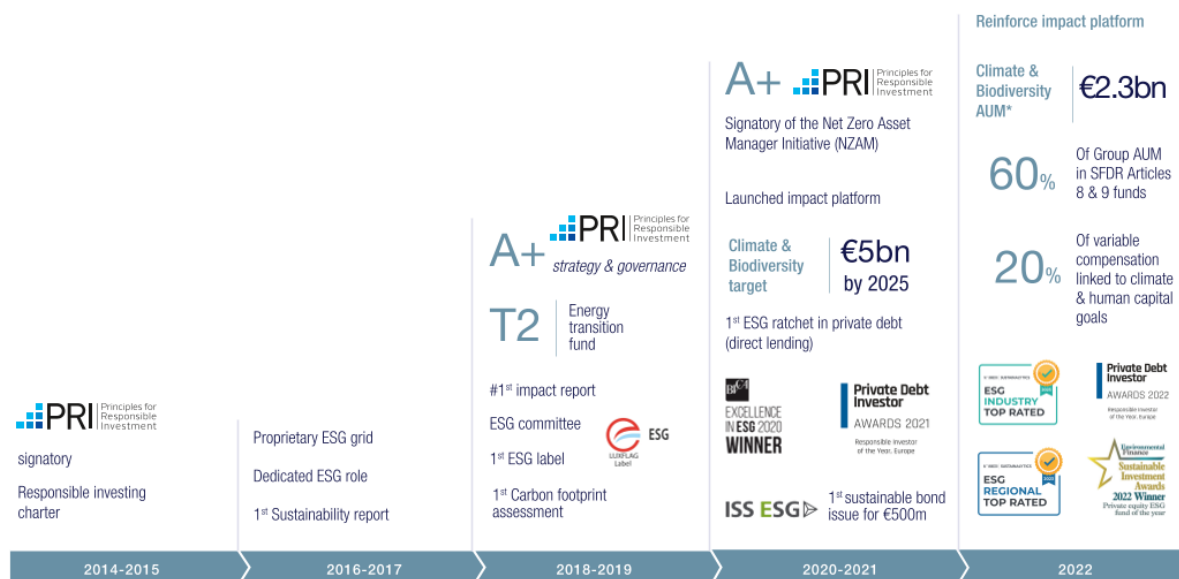 PRI Principles for
Responsible
Investment
signatory
Responsible investing
charter
2014-2015
Proprietary ESG grid
Dedicated ESG role
1st Sustainability report
2016-2017
A+
PRI Principles for
Responsible
Investment
strategy & governance
T2
Energy
transition
fund
#1st impact report
ESG committee
1st ESG label
LUXFLAG
Label
ESG
1st Carbon footprint
assessment
2018-2019
A+
PRI Principles for
Responsible
Investment
Signatory of the Net Zero Asset
Manager Initiative (NZAM)
Launched impact platform
Climate &
Biodiversity
target
€5bn
by 2025
1st ESG ratchet in private debt
(direct lending)
EXCELLENCE
IN ESG 2020
WINNER
Private Debt
Investor
AWARDS 2021
Responsible Investor
of the Year, Europe
ISS ESG
1st sustainable bond
issue for €500m
2020-2021
Reinforce impact platform
Climate &
Biodiversity
AUM*
€2.3bn
60%
Of Group AUM
in SFDR Articles
8 & 9 funds
20%
Of variable
compensation
linked to climate
& human capital
goals
ESG
INDUSTRY
TOP RATED
Private Debt
Investor
AWARDS 2022
Responsible Investor
of the Year, Europe
ESG
REGIONAL
TOP RATED
Environmental
Finance
Sustainable
Investment
Awards
2022 Winner
Private equity ESG
fund of the year
2022